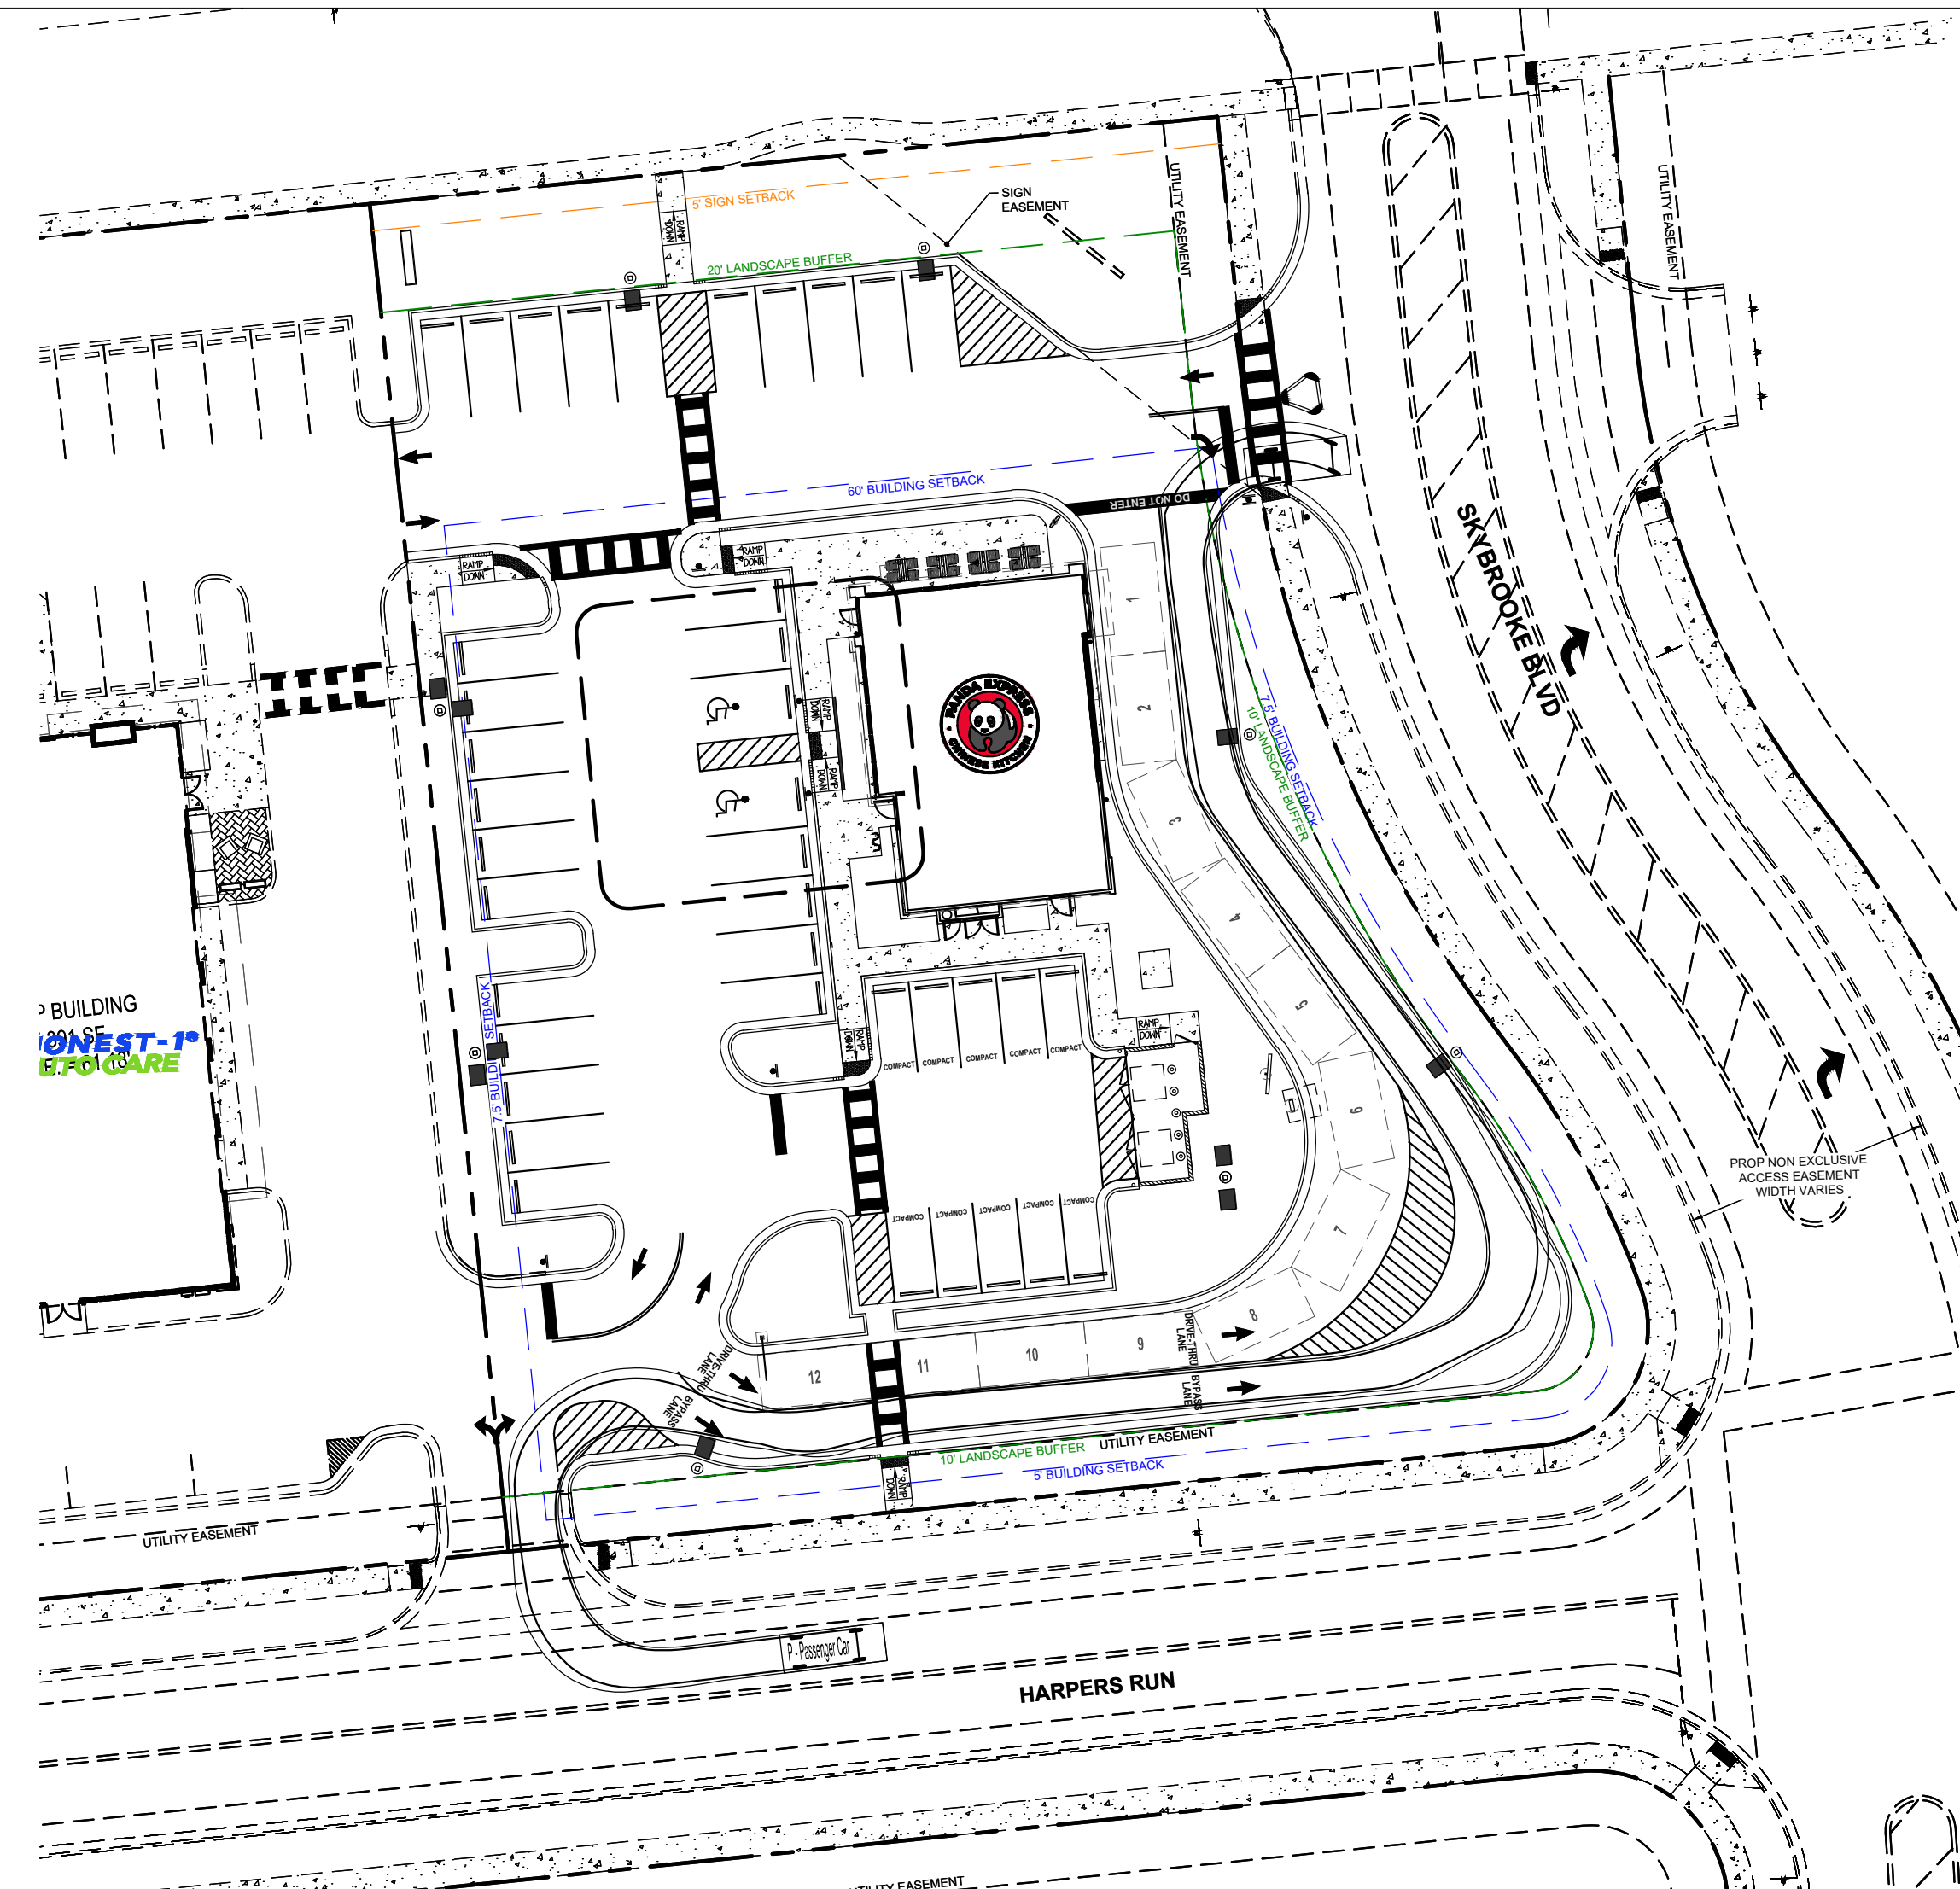 UTILITY EASEMENT
UTILITY EASEMENT
5' SIGN SETBACK
SIGN
EASEMENT
RAMP
DOWN
20' LANDSCAPE BUFFER
60' BUILDING SETBACK
DO NOT ENTER
SKYBROOKE BLVD
RAMP
DOWN
RAMP
DOWN
1
2
3
4
5
6
7
8
9
10
11
12
PANDA EXPRESS
CHINESE KITCHEN
RAMP
DOWN
RAMP
DOWN
7.5' BUILDING SETBACK
10' LANDSCAPE BUFFER
7.5' BUILDING SETBACK
BUILDING
ONEST-1®
UTO CARE
RAMP
DOWN
RAMP
DOWN
COMPACT
COMPACT
COMPACT
COMPACT
COMPACT
COMPACT
COMPACT
COMPACT
COMPACT
COMPACT
PROP NON EXCLUSIVE
ACCESS EASEMENT
WIDTH VARIES
DRIVE-THRU
LANE
BYPASS
LANE
DRIVE-THRU
LANE
BYPASS
LANE
10' LANDSCAPE BUFFER
UTILITY EASEMENT
5' BUILDING SETBACK
RAMP
DOWN
UTILITY EASEMENT
P - Passenger Car
HARPERS RUN
UTILITY EASEMENT